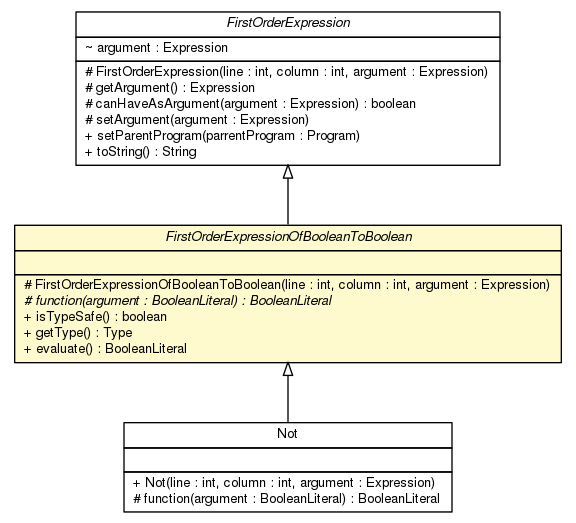 FirstOrderExpression
~ argument : Expression
# FirstOrderExpression(line : int, column : int, argument : Expression)
# getArgument() : Expression
# canHaveAsArgument(argument : Expression) : boolean
# setArgument(argument : Expression)
+ setParentProgram(parrentProgram : Program)
+ toString() : String
FirstOrderExpressionOfBooleanToBoolean
# FirstOrderExpressionOfBooleanToBoolean(line : int, column : int, argument : Expression)
# function(argument : BooleanLiteral) : BooleanLiteral
+ isTypeSafe() : boolean
+ getType() : Type
+ evaluate() : BooleanLiteral
Not
+ Not(line : int, column : int, argument : Expression)
# function(argument : BooleanLiteral) : BooleanLiteral